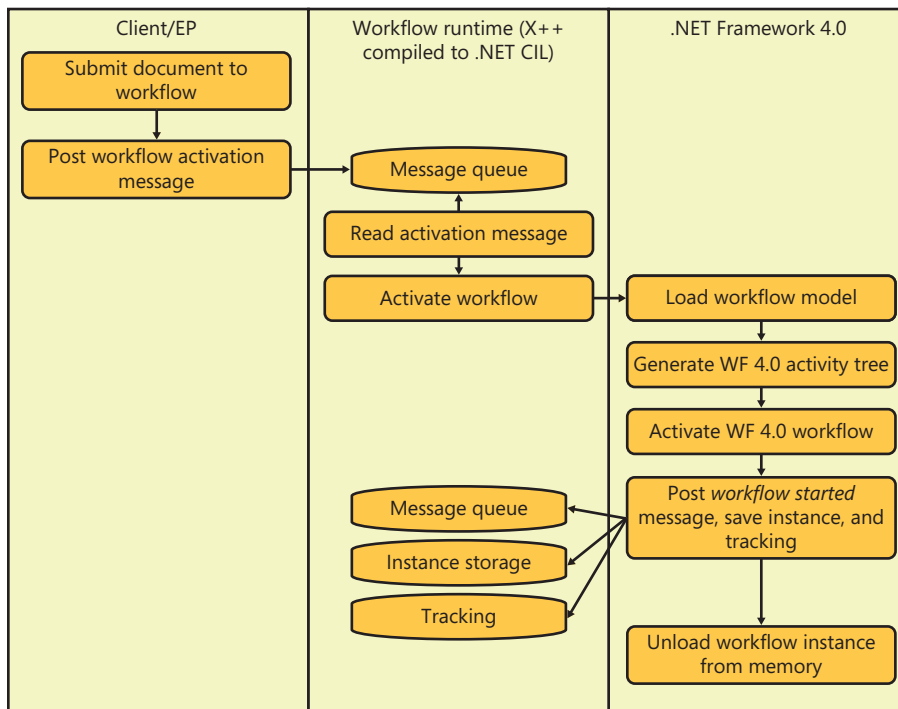 Client/EP
Submit document to
workflow
Post workflow activation
message
Workflow runtime (X++
compiled to .NET CIL)
Message queue
Read activation message
Activate workflow
Message queue
Instance storage
Tracking
.NET Framework 4.0
Load workflow model
Generate WF 4.0 activity tree
Activate WF 4.0 workflow
Post workflow started
message, save instance, and
tracking
Unload workflow instance
from memory